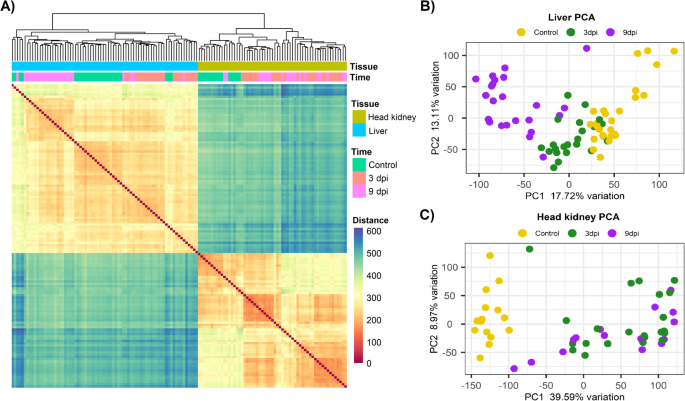 A)
Tissue
Time
Tissue
Head kidney
Liver
Time
Control
3 dpi
9 dpi
Distance
600
500
400
300
200
100
0
B)
Liver PCA
Control 3dpi 9dpi
PC2 13.11% variation
100
50
0
-50
-100 -50 0 50 100
PC1 17.72% variation
C)
Head kidney PCA
Control 3dpi 9dpi
PC2 8.97% variation
100
50
0
-50
-150 -100 -50 0 50 100
PC1 39.59% variation